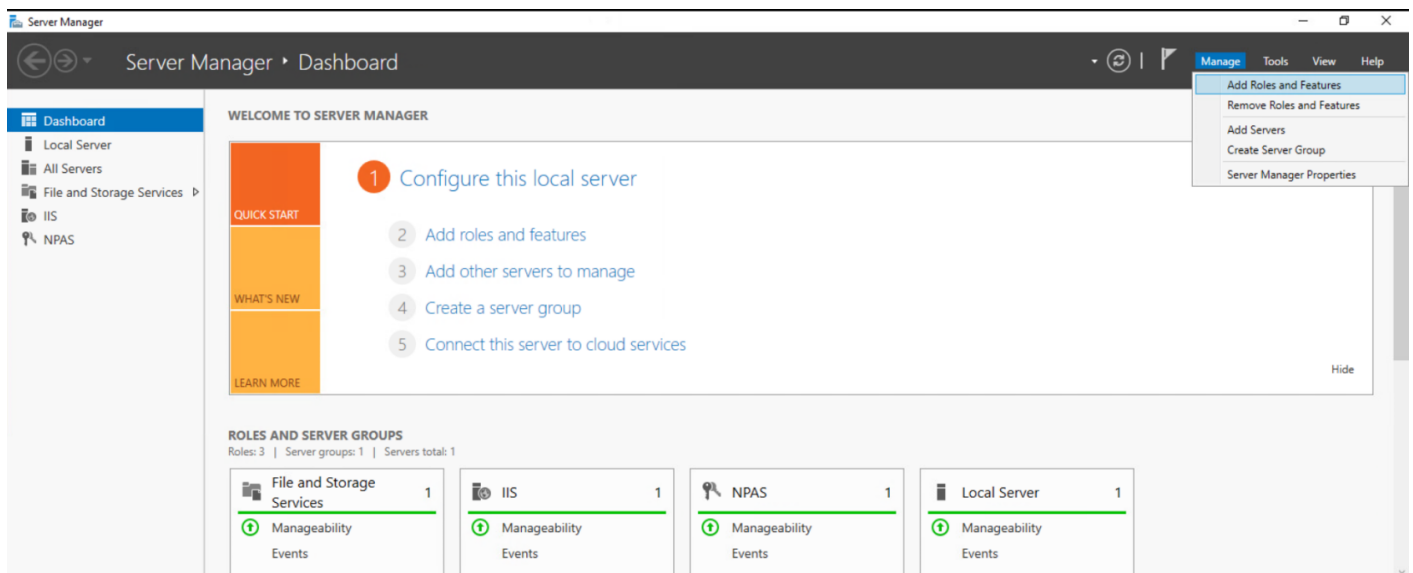 Server Manager
Server Manager • Dashboard
Manage Tools View Help
Add Roles and Features
Remove Roles and Features
Add Servers
Create Server Group
Server Manager Properties
Dashboard
Local Server
All Servers
File and Storage Services
IIS
NPAS
WELCOME TO SERVER MANAGER
QUICK START
WHAT'S NEW
LEARN MORE
1 Configure this local server
2 Add roles and features
3 Add other servers to manage
4 Create a server group
5 Connect this server to cloud services
Hide
ROLES AND SERVER GROUPS
Roles: 3 | Server groups: 1 | Servers total: 1
File and Storage
Services 1
Manageability
Events
IIS 1
Manageability
Events
NPAS 1
Manageability
Events
Local Server 1
Manageability
Events